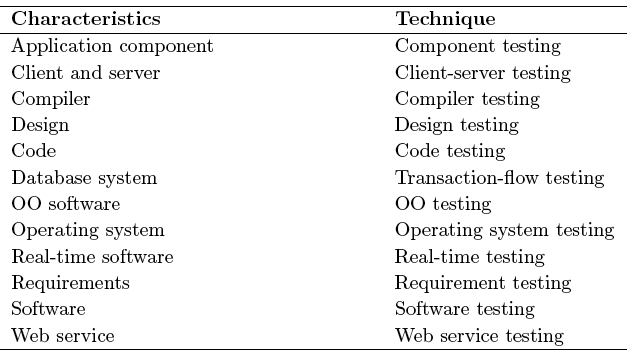 Characteristics Technique
Application component Component testing
Client and server Client-server testing
Compiler Compiler testing
Design Design testing
Code Code testing
Database system Transaction-flow testing
OO software OO testing
Operating system Operating system testing
Real-time software Real-time testing
Requirements Requirement testing
Software Software testing
Web service Web service testing